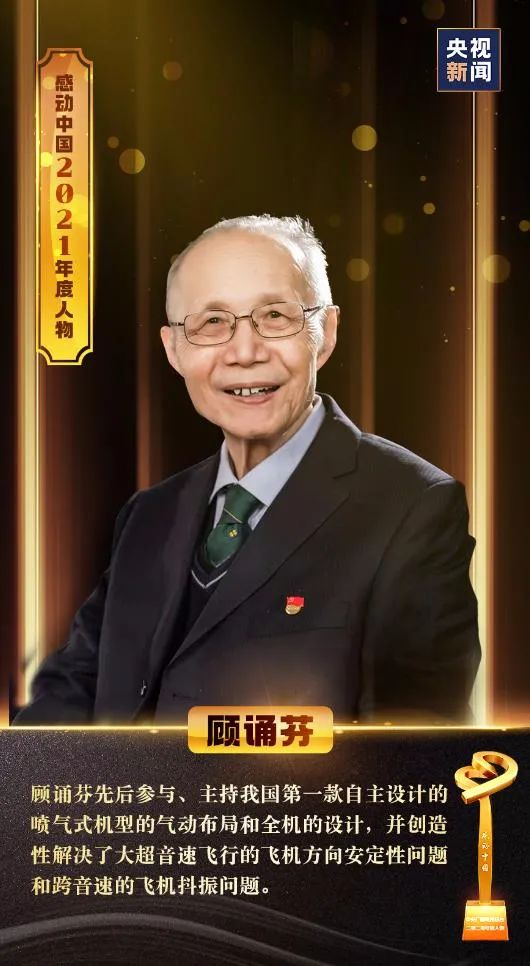 央视
新闻
感动中国2021年度人物
顾诵芬
顾诵芬先后参与、主持我国第一款自主设计的
喷气式机型的气动布局和全机的设计，并创造
性解决了大超音速飞行的飞机方向安定性问题
和跨音速的飞机抖振问题。
感动中国